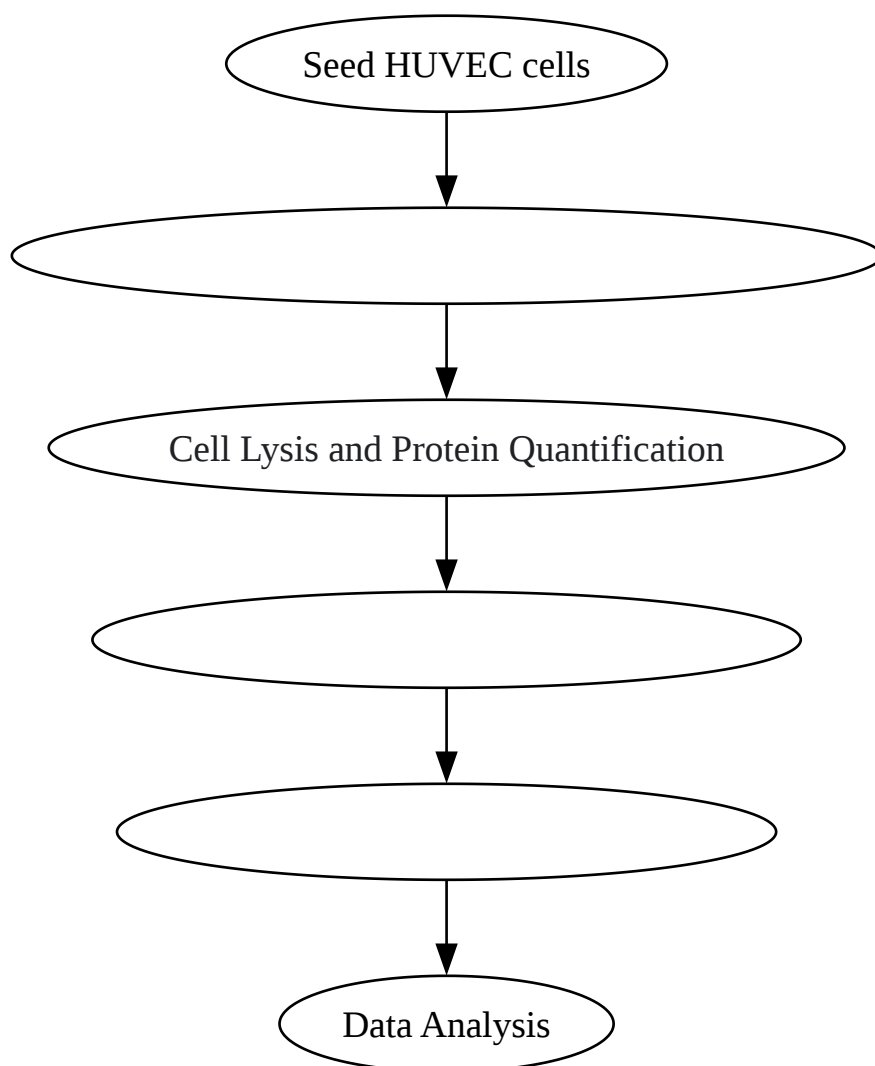 Seed HUVEC cells
Cell Lysis and Protein Quantification
Data Analysis